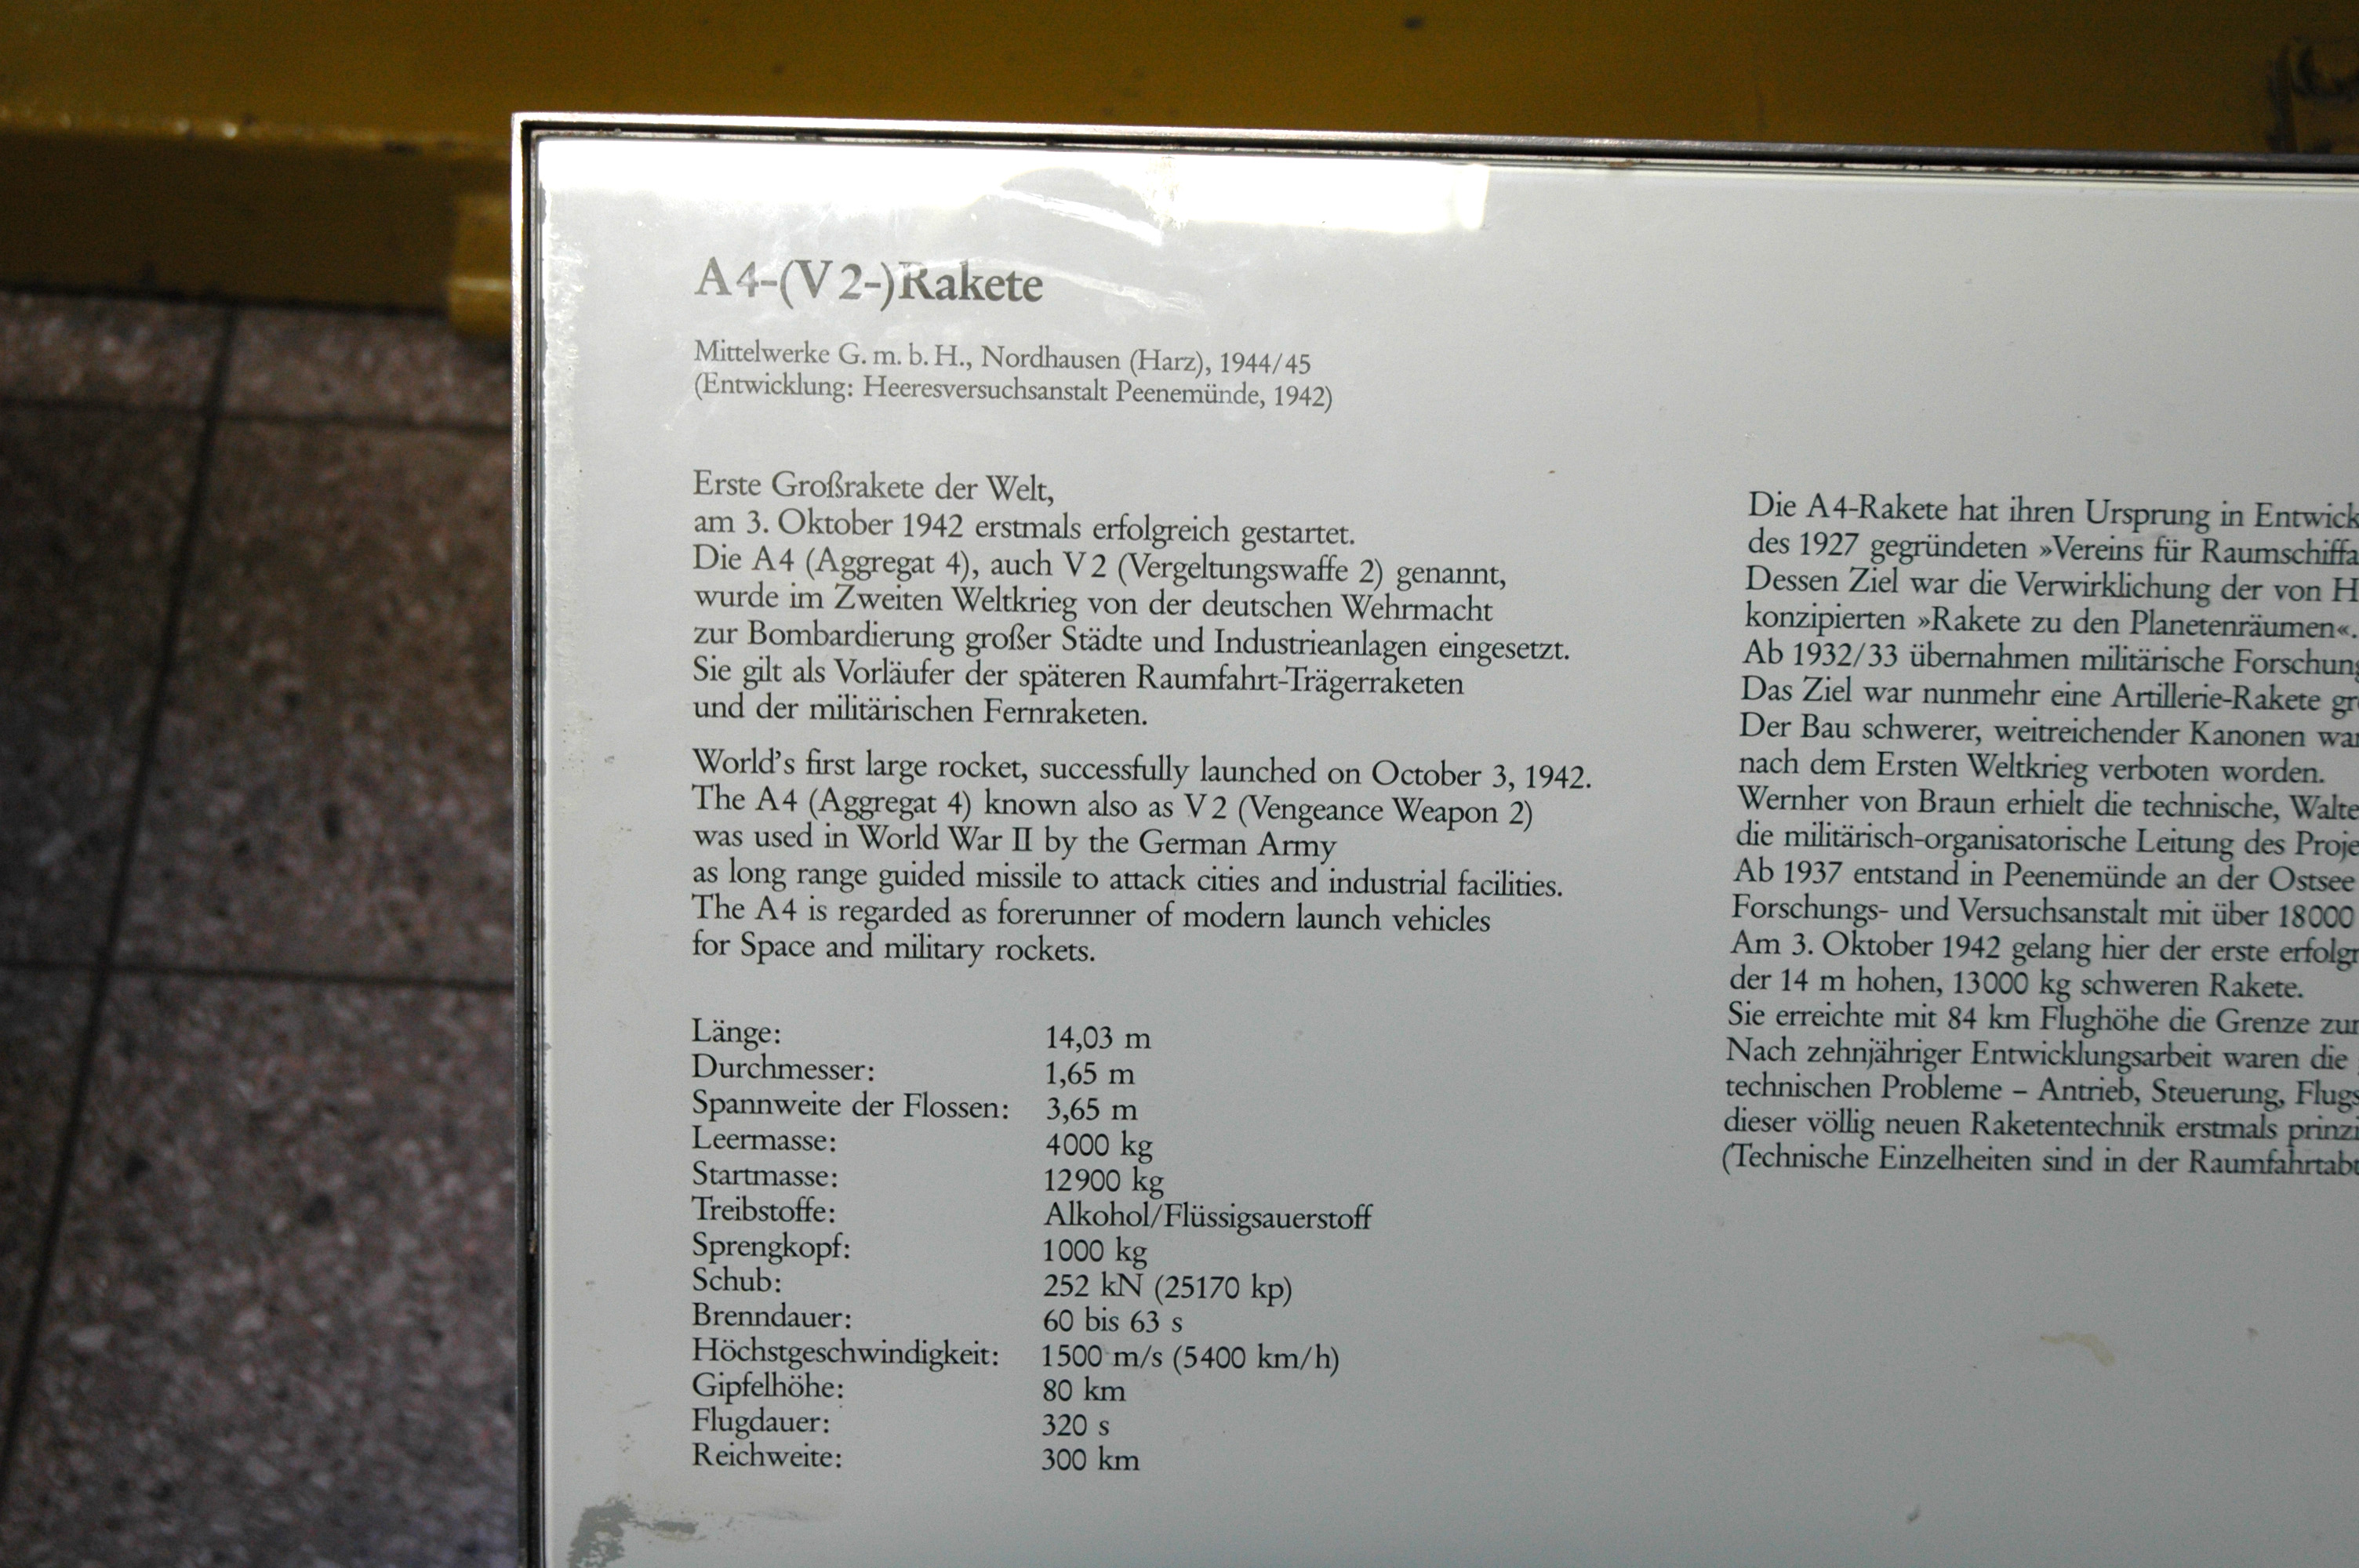 A4-(V2-)Rakete
Mittelwerke G. m. b. H., Nordhausen (Harz), 1944/45
(Entwicklung: Heeresversuchsanstalt Peenemünde, 1942)
Erste Großrakete der Welt,
am 3. Oktober 1942 erstmals erfolgreich gestartet.
Die A4 (Aggregat 4), auch V2 (Vergeltungswaffe 2) genannt,
wurde im Zweiten Weltkrieg von der deutschen Wehrmacht
zur Bombardierung großer Städte und Industrieanlagen eingesetzt.
Sie gilt als Vorläufer der späteren Raumfahrt-Trägerraketen
und der militärischen Fernraketen.
World's first large rocket, successfully launched on October 3, 1942.
The A4 (Aggregat 4) known also as V2 (Vengeance Weapon 2)
was used in World War II by the German Army
as long range guided missile to attack cities and industrial facilities.
The A4 is regarded as forerunner of modern launch vehicles
for Space and military rockets.
Länge: 14,03 m
Durchmesser: 1,65 m
Spannweite der Flossen: 3,65 m
Leermasse: 4000 kg
Startmasse: 12900 kg
Treibstoffe: Alkohol/Flüssigsauerstoff
Sprengkopf: 1000 kg
Schub: 252 kN (25170 kp)
Brenndauer: 60 bis 63 s
Höchstgeschwindigkeit: 1500 m/s (5400 km/h)
Gipfelhöhe: 80 km
Flugdauer: 320 s
Reichweite: 300 km
Die A4-Rakete hat ihren Ursprung in Entwick
des 1927 gegründeten »Vereins für Raumschiffa
Dessen Ziel war die Verwirklichung der von H
konzipierten »Rakete zu den Planetenräumen«.
Ab 1932/33 übernahmen militärische Forschung
Das Ziel war nunmehr eine Artillerie-Rakete gr
Der Bau schwerer, weitreichender Kanonen war
nach dem Ersten Weltkrieg verboten worden.
Wernher von Braun erhielt die technische, Walte
die militärisch-organisatorische Leitung des Proje
Ab 1937 entstand in Peenemünde an der Ostsee
Forschungs- und Versuchsanstalt mit über 18000
Am 3. Oktober 1942 gelang hier der erste erfolgr
der 14 m hohen, 13000 kg schweren Rakete.
Sie erreichte mit 84 km Flughöhe die Grenze zur
Nach zehnjähriger Entwicklungsarbeit waren die
technischen Probleme – Antrieb, Steuerung, Flugs
dieser völlig neuen Raketentechnik erstmals prinzi
(Technische Einzelheiten sind in der Raumfahrtabt